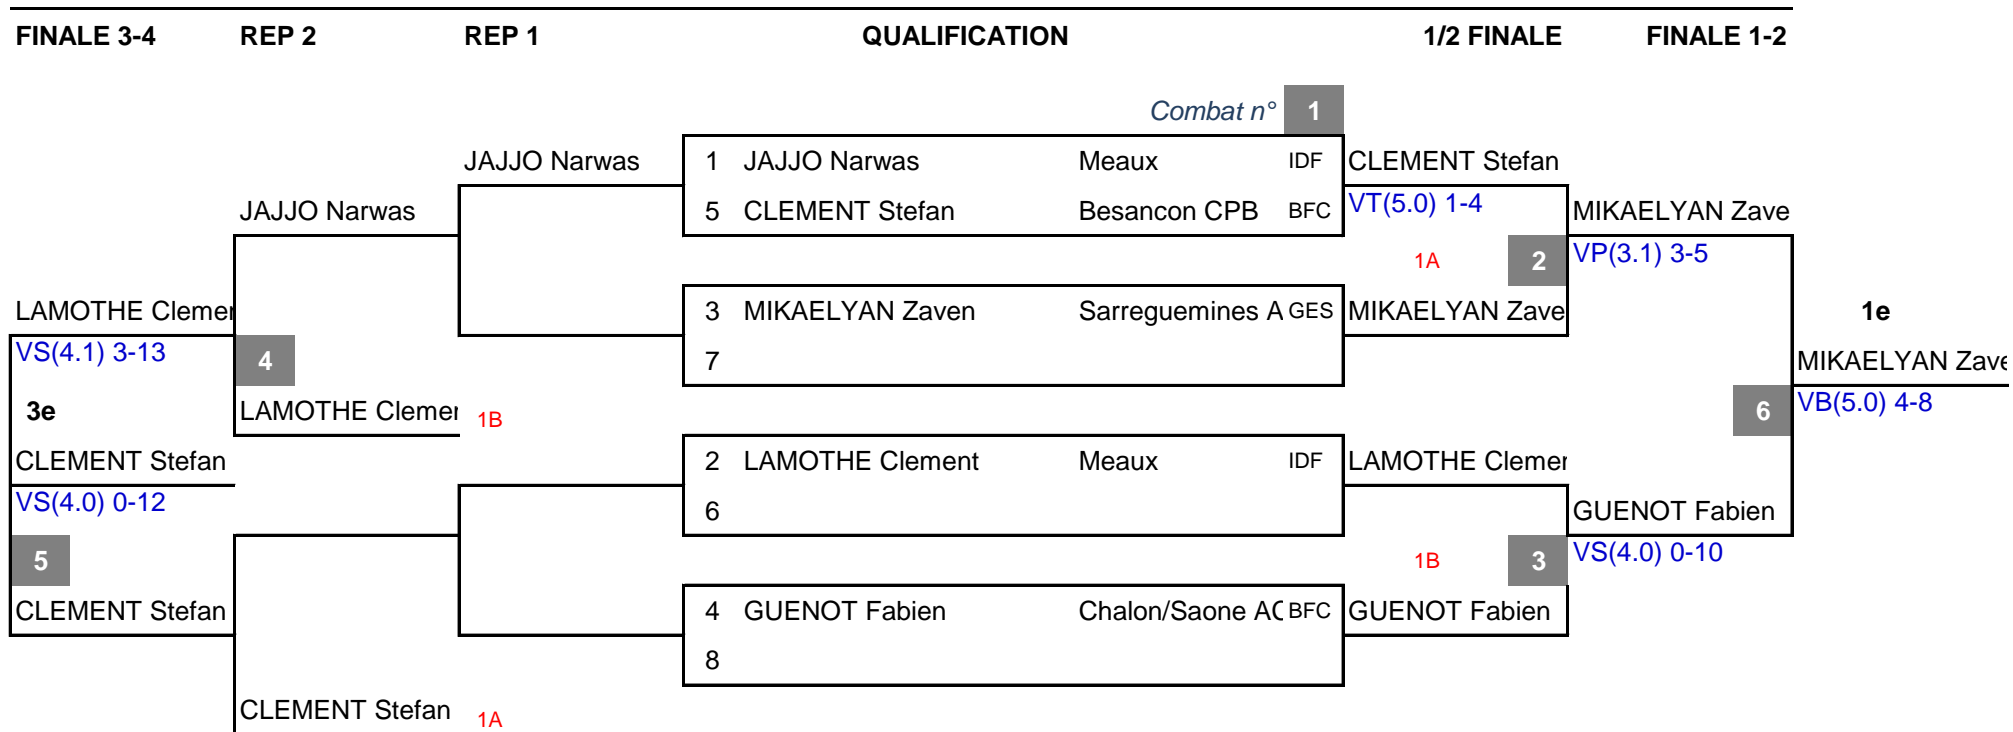 FINALE 3-4 REP 2 REP 1 QUALIFICATION 1/2 FINALE FINALE 1-2
Combat n° 1
JAJJO Narwas 1 JAJJO Narwas Meaux IDF CLEMENT Stefan
JAJJO Narwas 5 CLEMENT Stefan Besancon CPB BFC VT(5.0) 1-4 MIKAELYAN Zave
1A 2 VP(3.1) 3-5
LAMOTHE Clemen 3 MIKAELYAN Zaven Sarreguemines A GES MIKAELYAN Zave 1e
VS(4.1) 3-13 4 7 MIKAELYAN Zave
3e LAMOTHE Clemen 1B 6 VB(5.0) 4-8
CLEMENT Stefan 2 LAMOTHE Clement Meaux IDF LAMOTHE Clemen
VS(4.0) 0-12 6 GUENOT Fabien
5 1B 3 VS(4.0) 0-10
CLEMENT Stefan 4 GUENOT Fabien Chalon/Saone AC BFC GUENOT Fabien
8
CLEMENT Stefan 1A